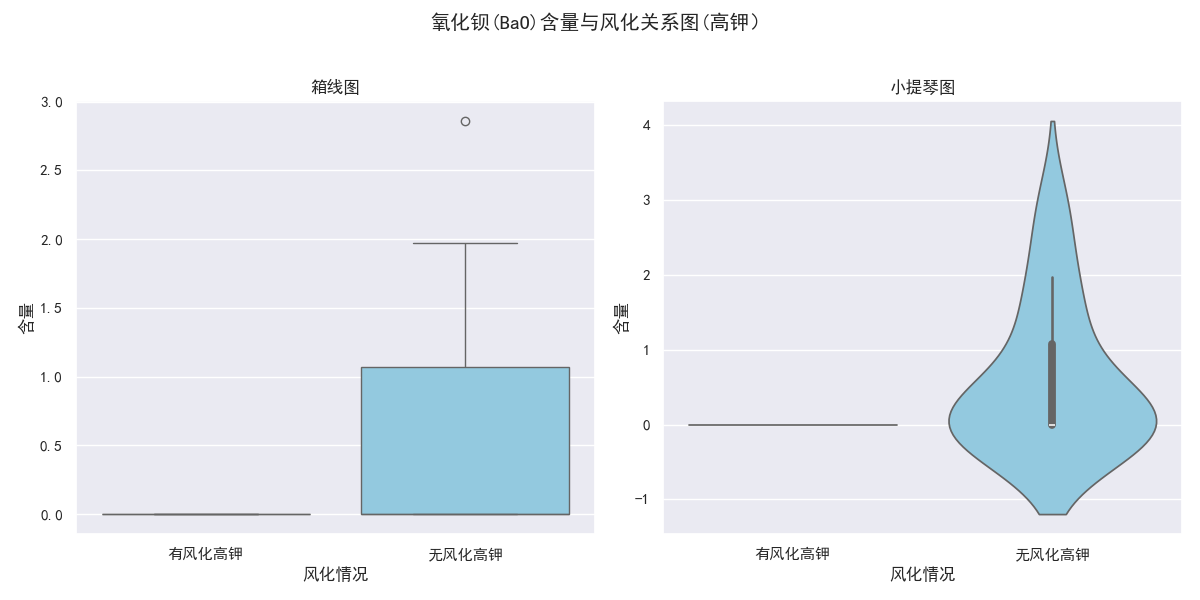 氧化钡(BaO)含量与风化关系图(高钾)
箱线图
3.0
2.5
2.0
1.5
1.0
0.5
0.0
含量
有风化高钾
无风化高钾
风化情况
小提琴图
4
3
2
1
0
−1
含量
有风化高钾
无风化高钾
风化情况